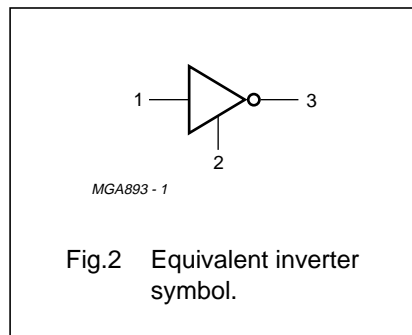 1
3
2
MGA893 - 1
Fig.2 Equivalent inverter
symbol.